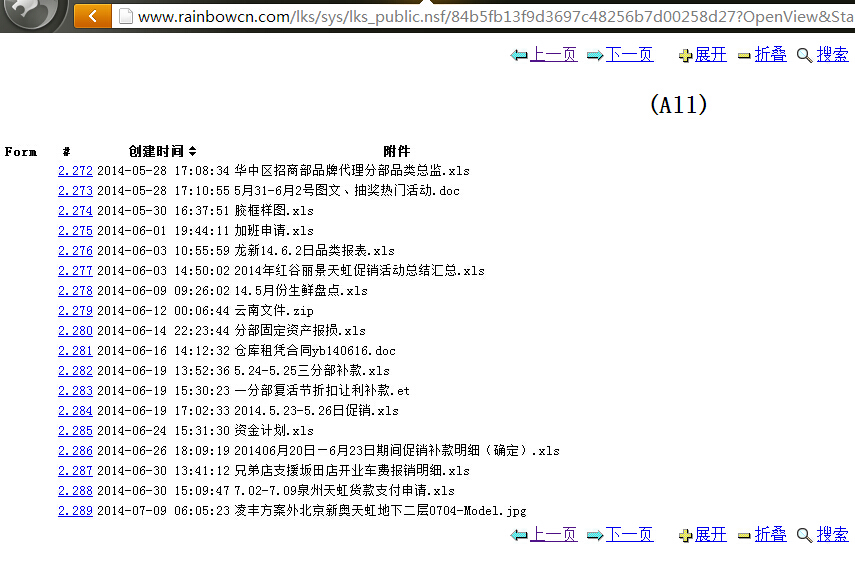 www.rainbowcn.com/lks/sys/lks_public.nsf/84b5fb13f9d3697c48256b7d00258d27?OpenView&Sta
上一页 下一页 展开 折叠 搜索
(All)
Form # 创建时间 附件
2.272 2014-05-28 17:08:34 华中区招商部品牌代理分部品类总监.xls
2.273 2014-05-28 17:10:55 5月31-6月2号图文、抽奖热门活动.doc
2.274 2014-05-30 16:37:51 胶框样图.xls
2.275 2014-06-01 19:44:11 加班申请.xls
2.276 2014-06-03 10:55:59 龙新14.6.2日品类报表.xls
2.277 2014-06-03 14:50:02 2014年红谷丽景天虹促销活动总结汇总.xls
2.278 2014-06-09 09:26:02 14.5月份生鲜盘点.xls
2.279 2014-06-12 00:06:44 云南文件.zip
2.280 2014-06-14 22:23:44 分部固定资产报损.xls
2.281 2014-06-16 14:12:32 仓库租凭合同yb140616.doc
2.282 2014-06-19 13:52:36 5.24-5.25三分部补款.xls
2.283 2014-06-19 15:30:23 一分部复活节折扣让利补款.et
2.284 2014-06-19 17:02:33 2014.5.23-5.26日促销.xls
2.285 2014-06-24 15:31:30 资金计划.xls
2.286 2014-06-26 18:09:19 201406月20日－6月23日期间促销补款明细（确定）.xls
2.287 2014-06-30 13:41:12 兄弟店支援坂田店开业车费报销明细.xls
2.288 2014-06-30 15:09:47 7.02-7.09泉州天虹货款支付申请.xls
2.289 2014-07-09 06:05:23 凌丰方案外北京新奥天虹地下二层0704-Model.jpg
上一页 下一页 展开 折叠 搜索